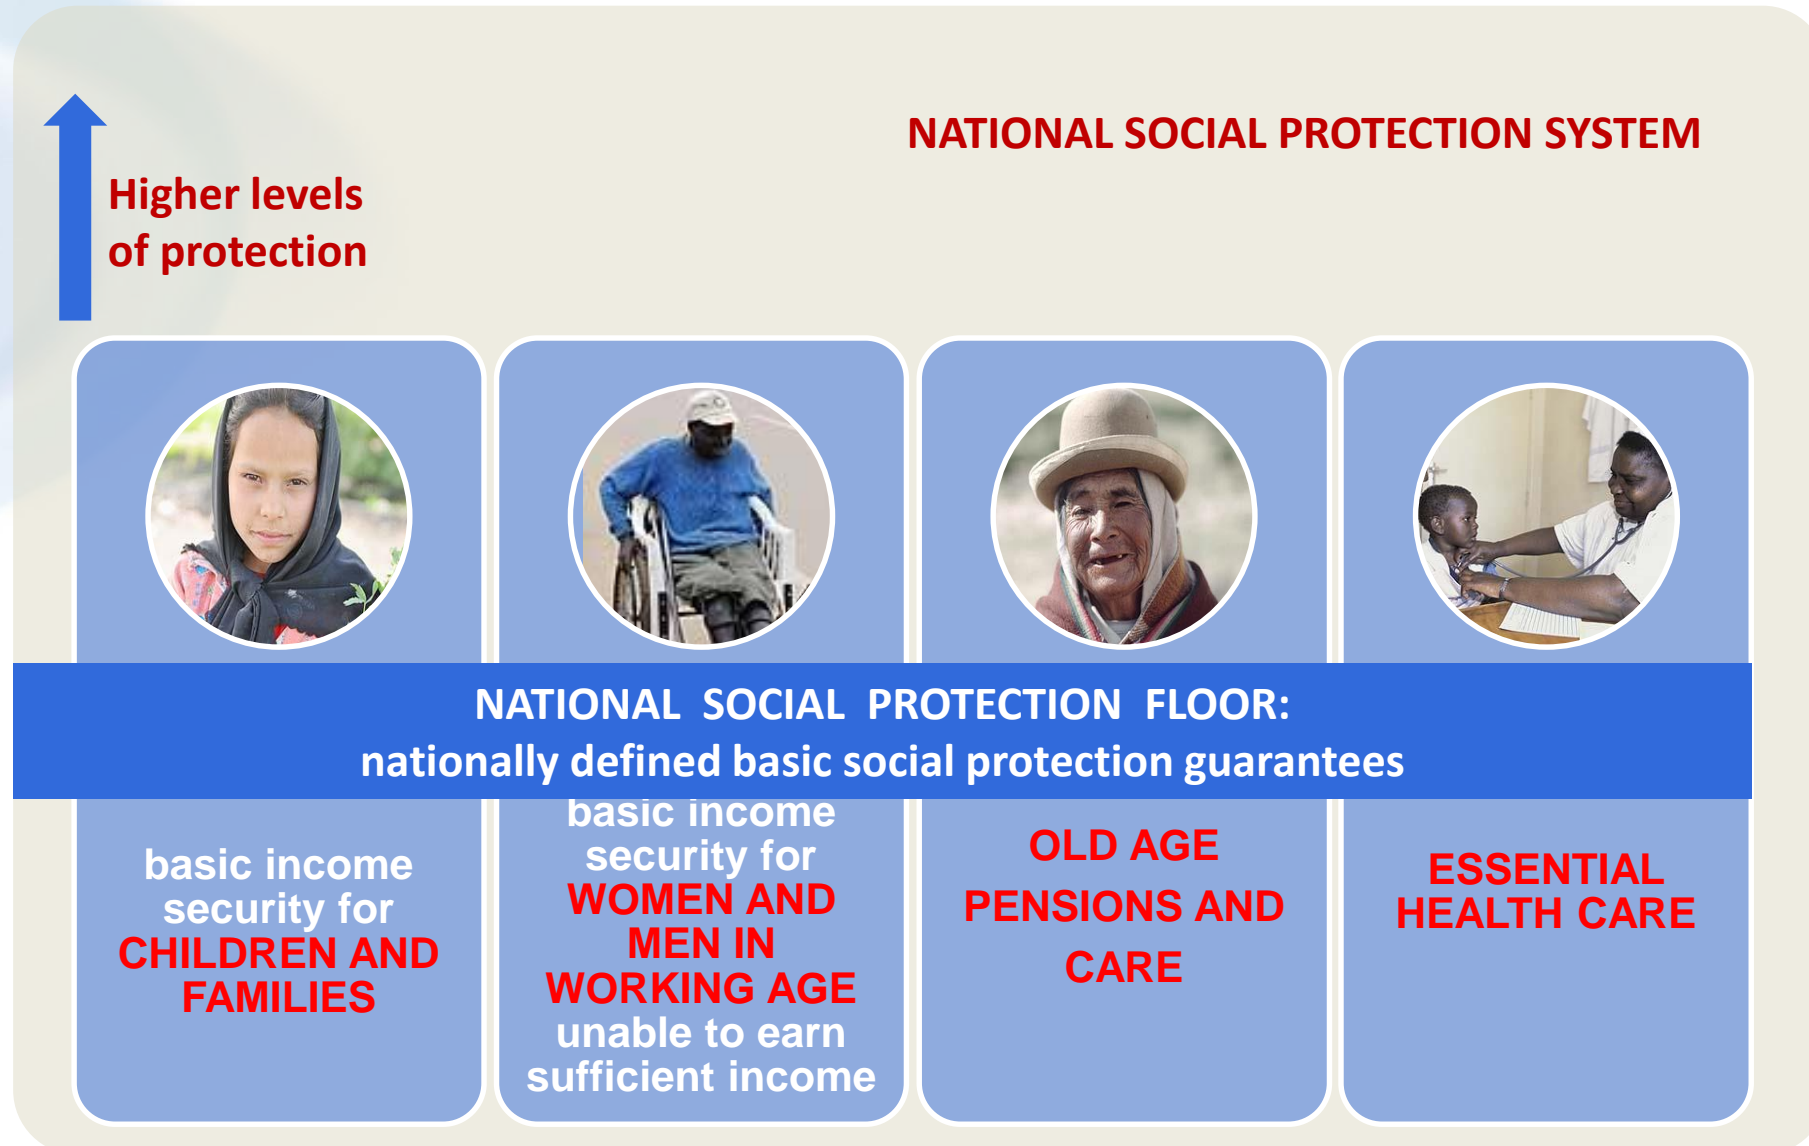 NATIONAL SOCIAL PROTECTION SYSTEM
Higher levels
of protection
NATIONAL SOCIAL PROTECTION FLOOR:
nationally defined basic social protection guarantees
basic income
security for
CHILDREN AND
FAMILIES
basic income
security for
WOMEN AND
MEN IN
WORKING AGE
unable to earn
sufficient income
OLD AGE
PENSIONS AND
CARE
ESSENTIAL
HEALTH CARE